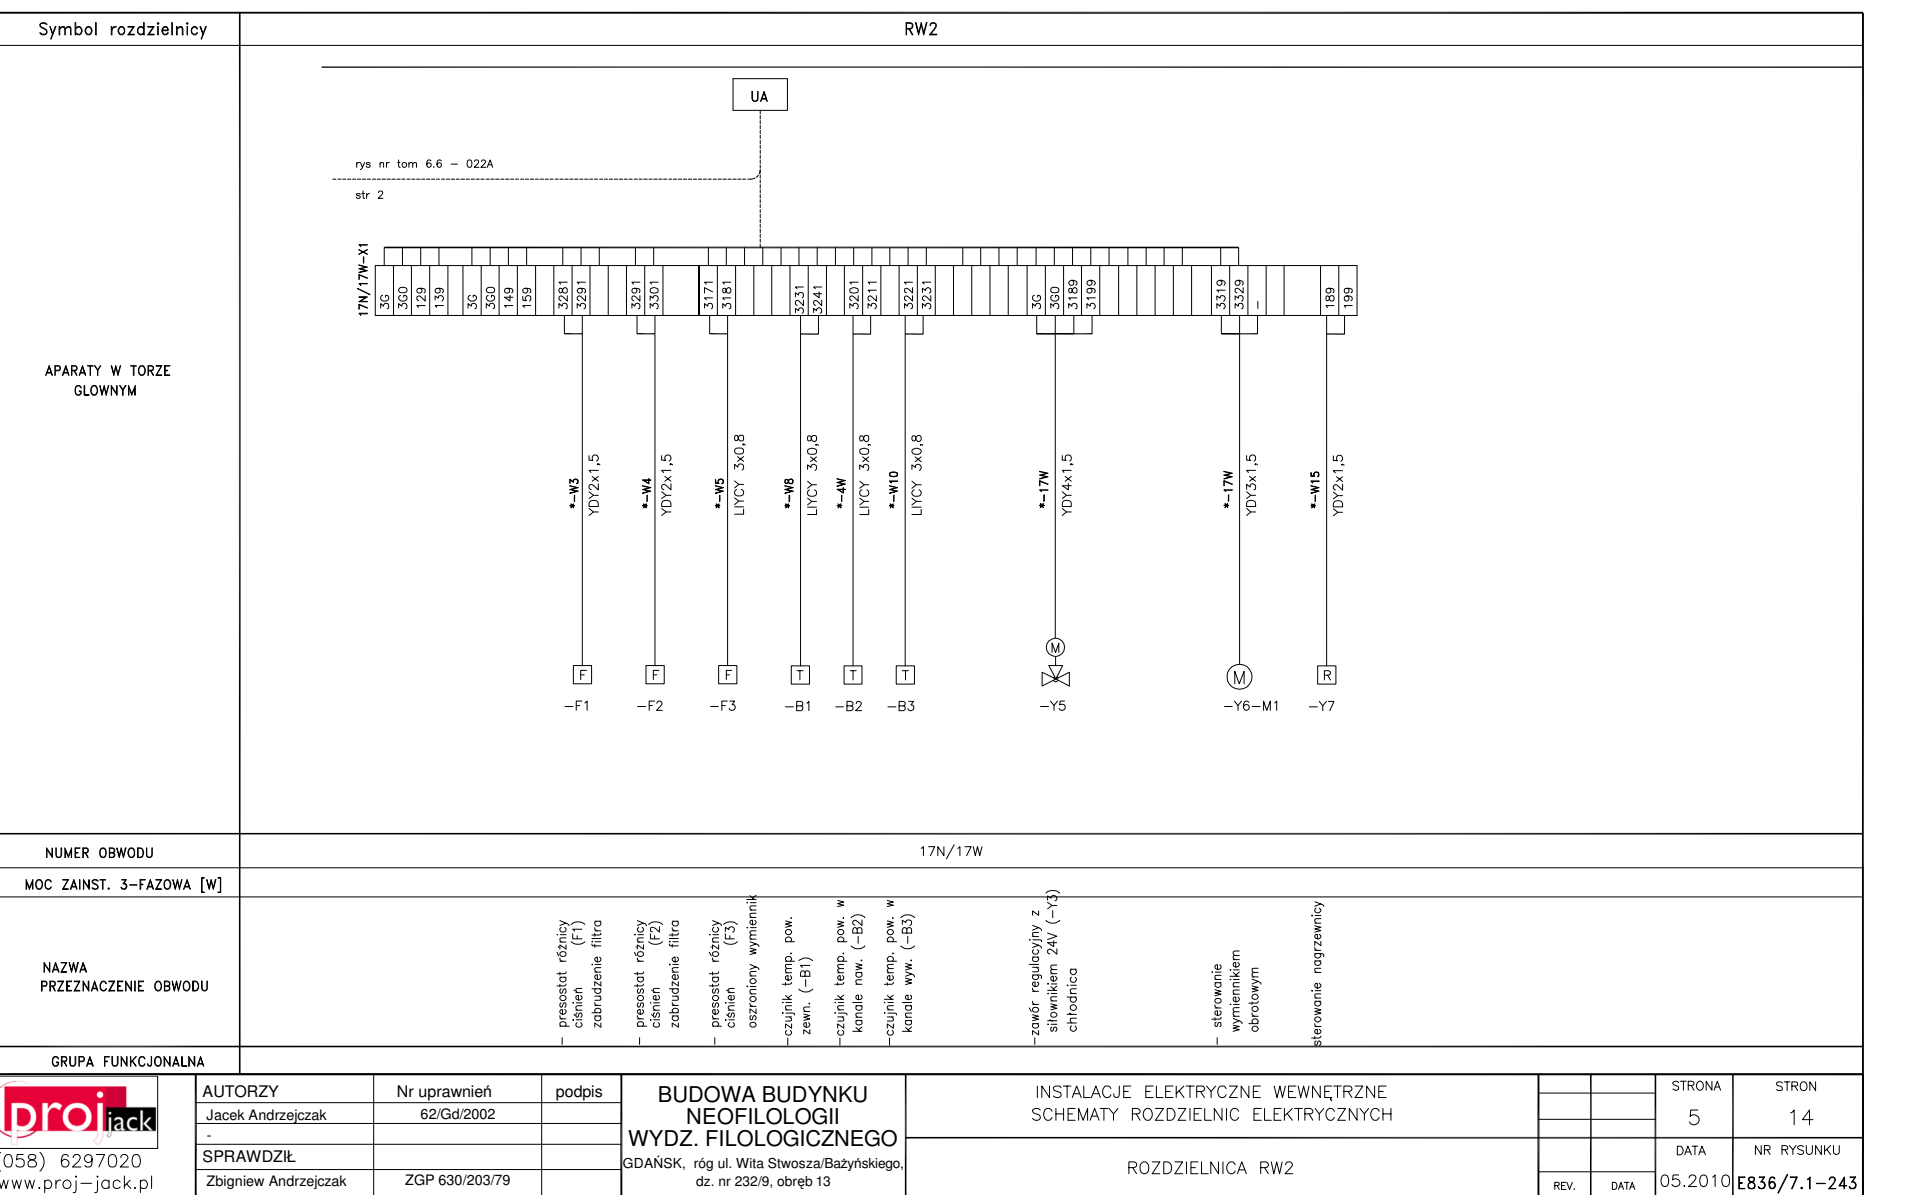 Symbol rozdzielnicy
RW2
UA
rys nr tom 6.6 – 022A
str 2
17N/17W–X1
3G
3G0
129
139
3G
3G0
149
159
3281
3291
3291
3301
3171
3181
3231
3241
3201
3211
3221
3231
3G
3G0
3189
3199
3319
3329
–
189
199
APARATY W TORZE
GLOWNYM
*–W3
YDY2x1,5
*–W4
YDY2x1,5
*–W5
LIYCY 3x0,8
*–W8
LIYCY 3x0,8
*–4W
LIYCY 3x0,8
*–W10
LIYCY 3x0,8
*–17W
YDY4x1,5
*–17W
YDY3x1,5
*–W15
YDY2x1,5
F
F
F
T
T
T
M
M
R
–F1
–F2
–F3
–B1
–B2
–B3
–Y5
–Y6–M1
–Y7
NUMER OBWODU
17N/17W
MOC ZAINST. 3–FAZOWA [W]
NAZWA
PRZEZNACZENIE OBWODU
– presostat różnicy
ciśnień (F1)
zabrudzenie filtra
– presostat różnicy
ciśnień (F2)
zabrudzenie filtra
– presostat różnicy
ciśnień (F3)
oszroniony wymiennik
–czujnik temp. pow.
zewn. (–B1)
–czujnik temp. pow. w
kanale naw. (–B2)
–czujnik temp. pow. w
kanale wyw. (–B3)
–zawór regulacyjny z
siłownikiem 24V (–Y3)
chłodnica
– sterowanie
wymiennikiem
obrotowym
sterowanie nagrzewnicy
GRUPA FUNKCJONALNA
proj jack
(058) 6297020
www.proj–jack.pl
AUTORZY
Nr uprawnień
podpis
Jacek Andrzejczak
62/Gd/2002
-
SPRAWDZIŁ
Zbigniew Andrzejczak
ZGP 630/203/79
BUDOWA BUDYNKU
NEOFILOLOGII
WYDZ. FILOLOGICZNEGO
GDAŃSK, róg ul. Wita Stwosza/Bażyńskiego,
dz. nr 232/9, obręb 13
INSTALACJE ELEKTRYCZNE WEWNĘTRZNE
SCHEMATY ROZDZIELNIC ELEKTRYCZNYCH
ROZDZIELNICA RW2
REV.
DATA
STRONA
5
STRON
14
DATA
05.2010
NR RYSUNKU
E836/7.1–243